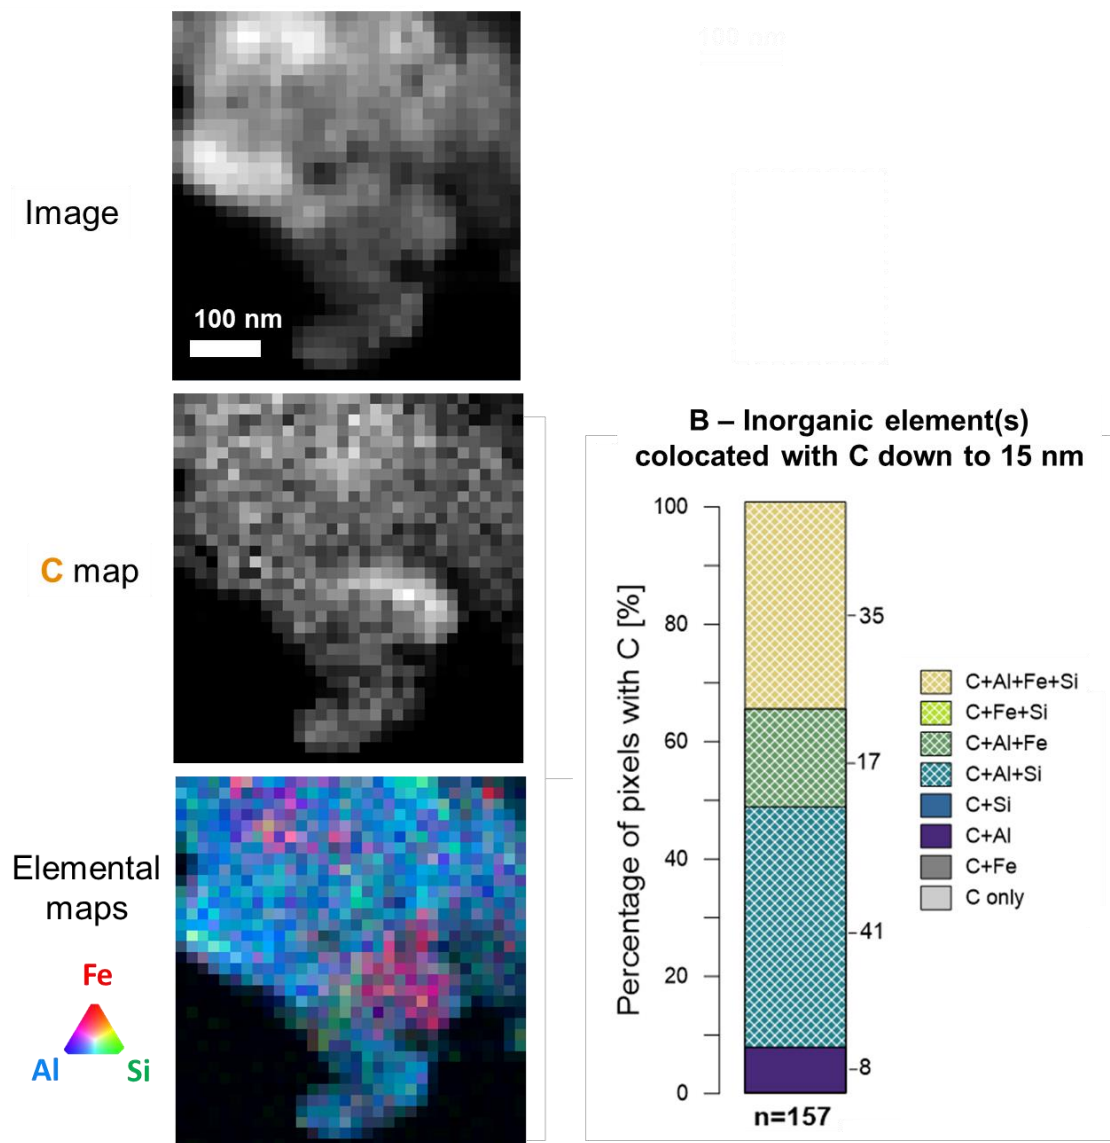 100 nm
Image
100 nm
C map
Elemental
maps
Fe
Al
Si
B – Inorganic element(s)
colocated with C down to 15 nm
Percentage of pixels with C [%]
100
80
60
40
20
0
35
17
41
8
n=157
C+Al+Fe+Si
C+Fe+Si
C+Al+Fe
C+Al+Si
C+Si
C+Al
C+Fe
C only